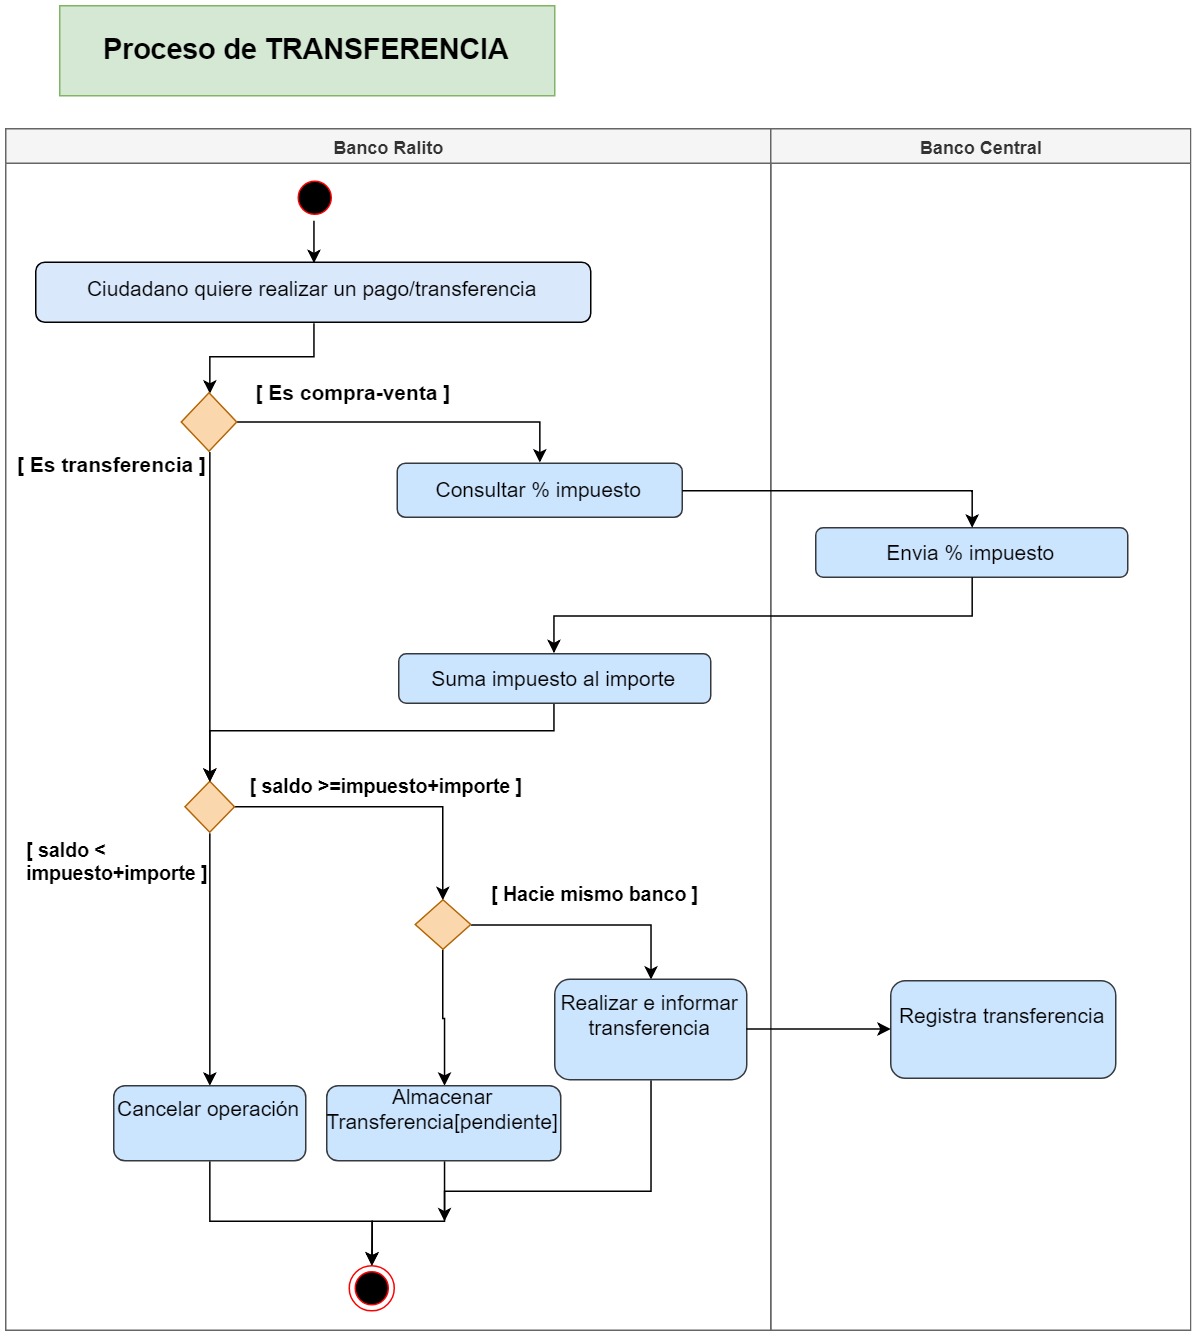 Proceso de TRANSFERENCIA
Banco Ralito
Banco Central
Ciudadano quiere realizar un pago/transferencia
[ Es compra-venta ]
[ Es transferencia ]
Consultar % impuesto
Envia % impuesto
Suma impuesto al importe
[ saldo >=impuesto+importe ]
[ saldo <
impuesto+importe ]
[ Hacie mismo banco ]
Realizar e informar
transferencia
Registra transferencia
Cancelar operación
Almacenar
Transferencia[pendiente]